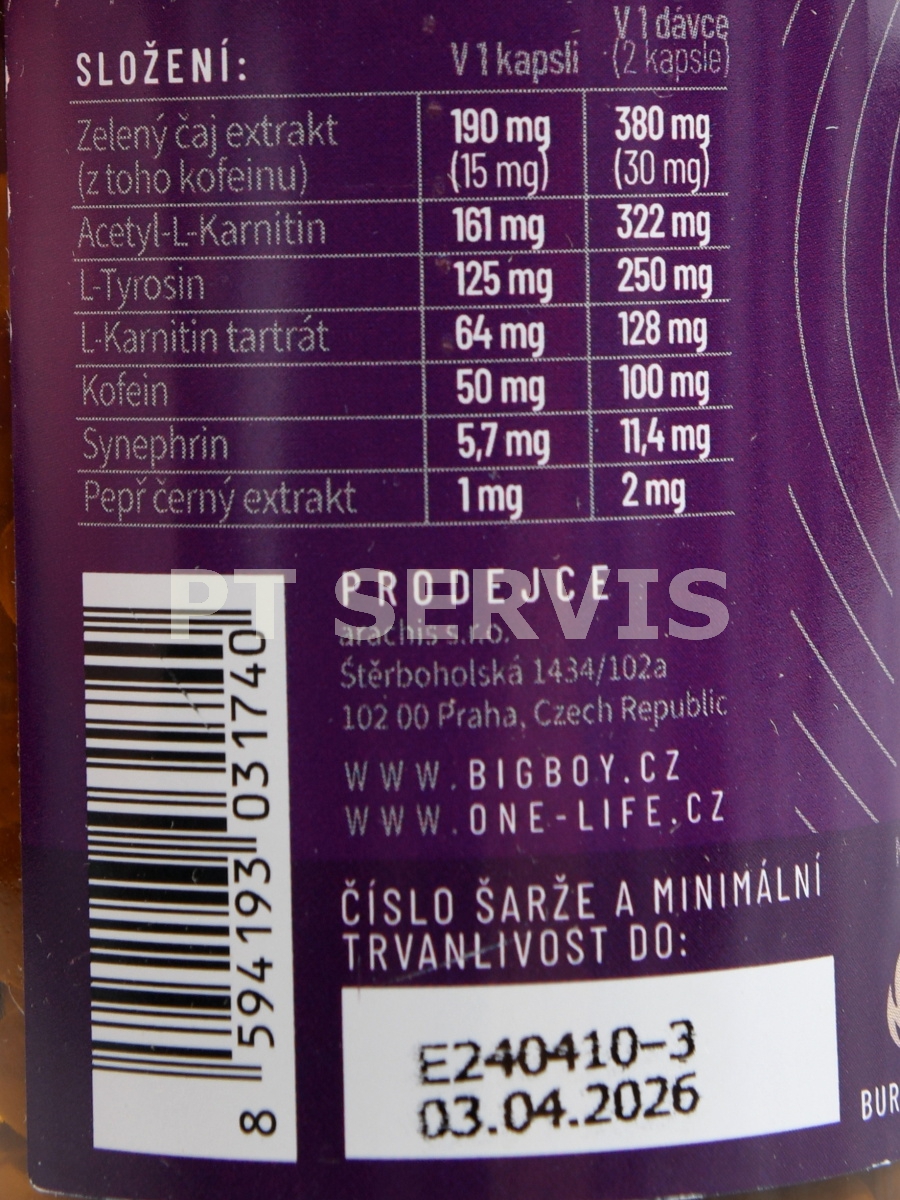 SLOŽENÍ: V 1 kapsli V 1 dávce
(2 kapsle)
Zelený čaj extrakt 190 mg 380 mg
(z toho kofeinu) (15 mg) (30 mg)
Acetyl-L-Karnitin 161 mg 322 mg
L-Tyrosin 125 mg 250 mg
L-Karnitin tartrát 64 mg 128 mg
Kofein 50 mg 100 mg
Synephrin 5,7 mg 11,4 mg
Pepř černý extrakt 1 mg 2 mg
PT SERVIS
PRODEJCE
arachis s.r.o.
Štěrboholská 1434/102a
102 00 Praha, Czech Republic
WWW.BIGBOY.CZ
WWW.ONE-LIFE.CZ
ČÍSLO ŠARŽE A MINIMÁLNÍ
TRVANLIVOST DO:
E240410-3
03.04.2026
8 594193 031740
BUR